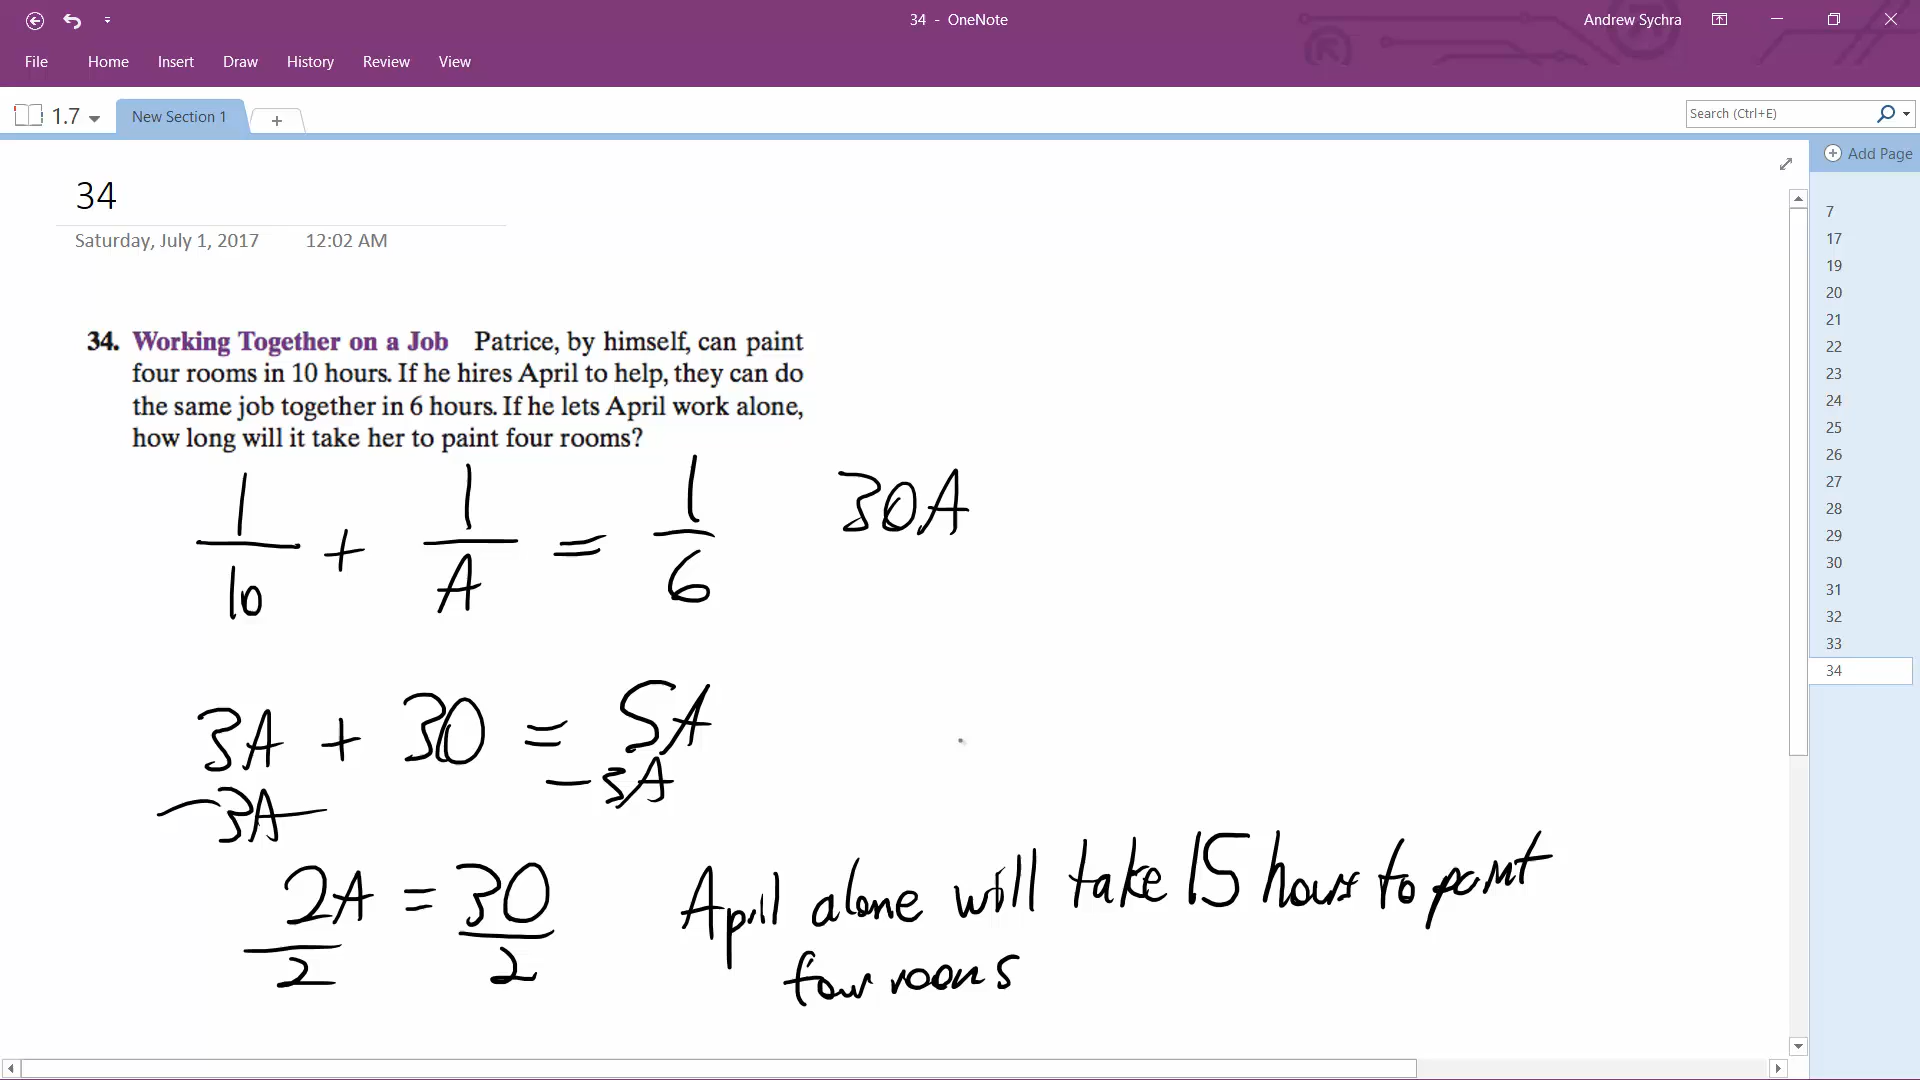 34 - OneNote
Andrew Sychra
File Home Insert Draw History Review View
1.7
New Section 1
+
Search (Ctrl+E)
Add Page
34
Saturday, July 1, 2017 12:02 AM
34. Working Together on a Job Patrice, by himself, can paint
four rooms in 10 hours. If he hires April to help, they can do
the same job together in 6 hours. If he lets April work alone,
how long will it take her to paint four rooms?
1/10 + 1/A = 1/6 30A
3A + 30 = 5A
-3A -3A
2A/2 = 30/2
April alone will take 15 hours to paint
four rooms
7
17
19
20
21
22
23
24
25
26
27
28
29
30
31
32
33
34